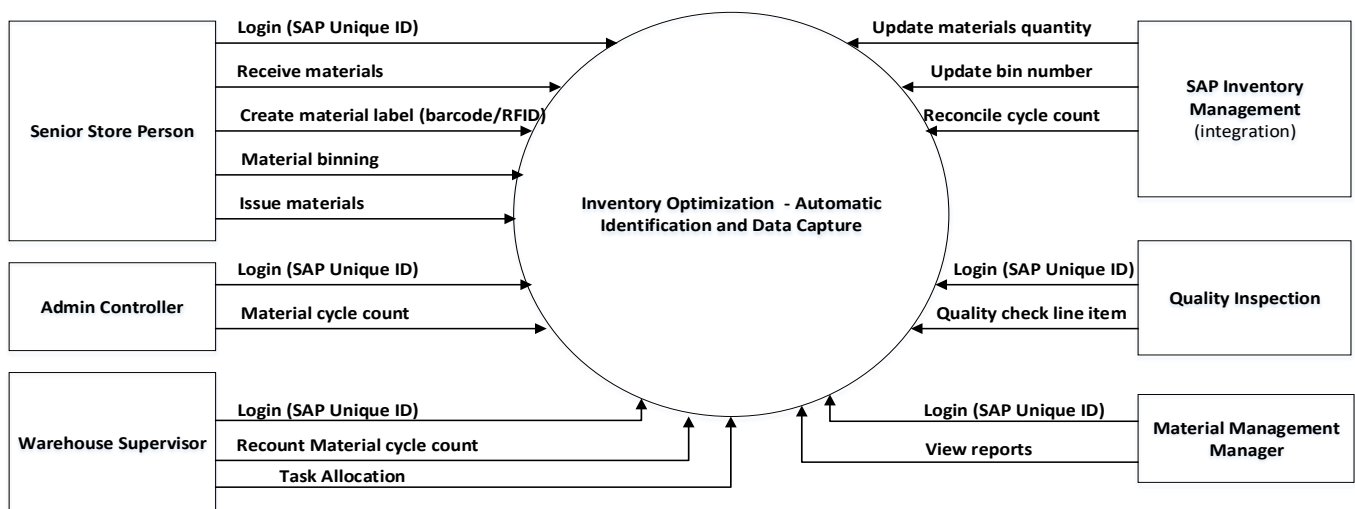 Login (SAP Unique ID)
Receive materials
Create material label (barcode/RFID)
Material binning
Issue materials
Senior Store Person
Login (SAP Unique ID)
Material cycle count
Admin Controller
Login (SAP Unique ID)
Recount Material cycle count
Task Allocation
Warehouse Supervisor
Inventory Optimization - Automatic
Identification and Data Capture
Update materials quantity
Update bin number
Reconcile cycle count
SAP Inventory
Management
(integration)
Login (SAP Unique ID)
Quality check line item
Quality Inspection
Login (SAP Unique ID)
View reports
Material Management
Manager